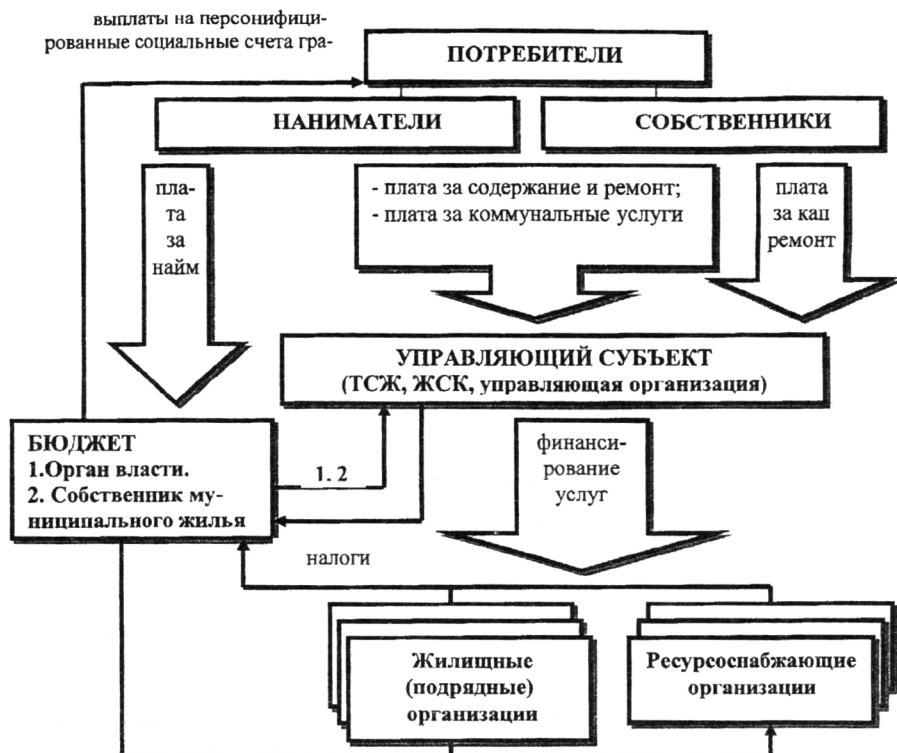 выплаты на персонифици-
рованные социальные счета гра-
ПОТРЕБИТЕЛИ
НАНИМАТЕЛИ
СОБСТВЕННИКИ
пла-
та
за
найм
- плата за содержание и ремонт;
- плата за коммунальные услуги
плата
за кап
ремонт
УПРАВЛЯЮЩИЙ СУБЪЕКТ
(ТСЖ, ЖСК, управляющая организация)
БЮДЖЕТ
1.Орган власти.
2. Собственник му-
ниципального жилья
1. 2
финанси-
рование
услуг
налоги
Жилищные
(подрядные)
организации
Ресурсоснабжающие
организации